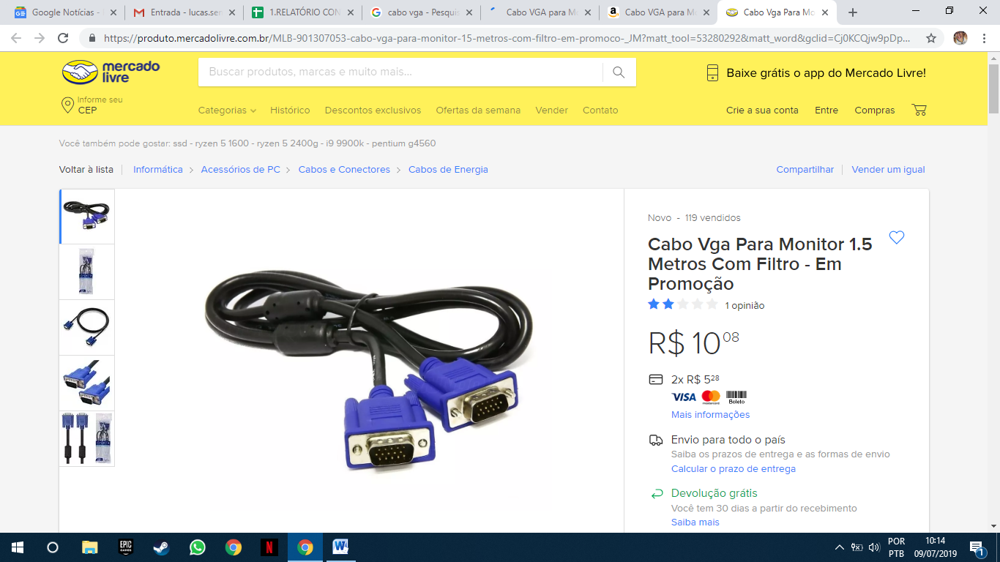 Google Notícias -
Entrada - lucas.ser
1.RELATÓRIO CON
cabo vga - Pesquis
Cabo VGA para Mo
Cabo VGA para M
Cabo Vga Para Mo
https://produto.mercadolivre.com.br/MLB-901307053-cabo-vga-para-monitor-15-metros-com-filtro-em-promoco-_JM?matt_tool=53280292&matt_word&gclid=Cj0KCQjw9pDp...
mercado
livre
Buscar produtos, marcas e muito mais...
Baixe grátis o app do Mercado Livre!
Informe seu
CEP
Categorias Histórico Descontos exclusivos Ofertas da semana Vender Contato
Crie a sua conta Entre Compras
Você também pode gostar: ssd - ryzen 5 1600 - ryzen 5 2400g - i9 9900k - pentium g4560
Voltar à lista Informática Acessórios de PC Cabos e Conectores Cabos de Energia
Compartilhar Vender um igual
Novo - 119 vendidos
Cabo Vga Para Monitor 1.5
Metros Com Filtro - Em
Promoção
1 opinião
R$ 10 08
2x R$ 5 28
VISA mastercard Boleto
Mais informações
Envio para todo o país
Saiba os prazos de entrega e as formas de envio
Calcular o prazo de entrega
Devolução grátis
Você tem 30 dias a partir do recebimento
Saiba mais
EPIC
GAMES
POR
PTB
10:14
09/07/2019
1